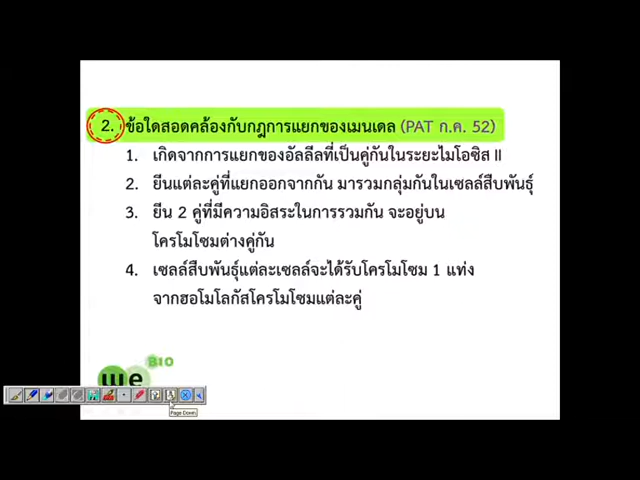 2. ข้อใดสอดคล้องกับกฎการแยกของเมนเดล (PAT ก.ค. 52)
1. เกิดจากการแยกของอัลลีลที่เป็นคู่กันในระยะไมโอซิส II
2. ยีนแต่ละคู่ที่แยกออกจากกัน มารวมกลุ่มกันในเซลล์สืบพันธุ์
3. ยีน 2 คู่ที่มีความอิสระในการรวมกัน จะอยู่บน
โครโมโซมต่างคู่กัน
4. เซลล์สืบพันธุ์แต่ละเซลล์จะได้รับโครโมโซม 1 แท่ง
จากฮอโมโลกัสโครโมโซมแต่ละคู่
BIO
we
Page Down